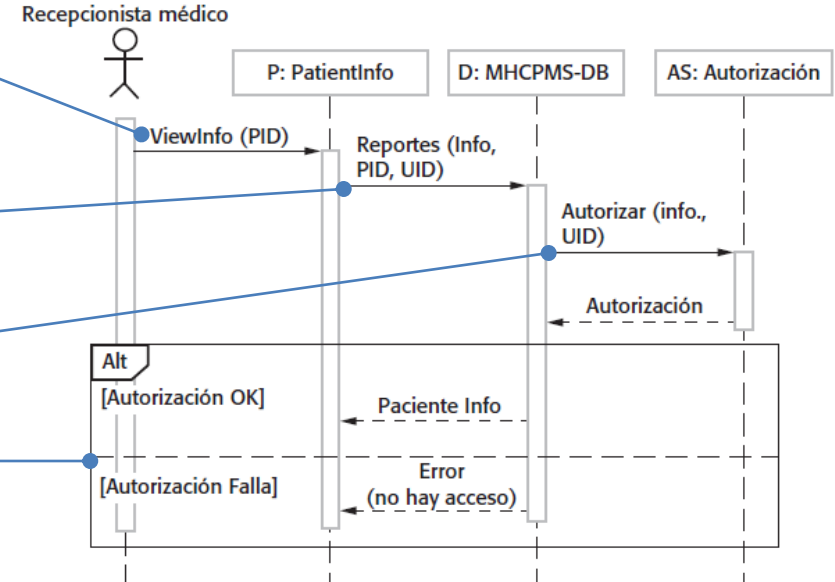 Recepcionista médico
P: PatientInfo
D: MHCPMS-DB
AS: Autorización
ViewInfo (PID)
Reportes (Info,
PID, UID)
Autorizar (info.,
UID)
Autorización
Alt
[Autorización OK]
Paciente Info
[Autorización Falla]
Error
(no hay acceso)